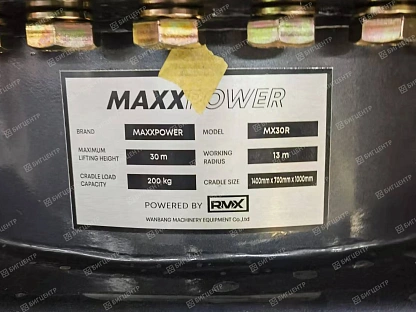 MAXXPOWER
BRAND MAXXPOWER MODEL MX30R
MAXIMUM LIFTING HEIGHT 30 m WORKING RADIUS 13 m
CRADLE LOAD CAPACITY 200 kg CRADLE SIZE 1400mm x 700mm x 1000mm
POWERED BY RMX
WANBANG MACHINERY EQUIPMENT Co.,Ltd
БИГЦЕНТР